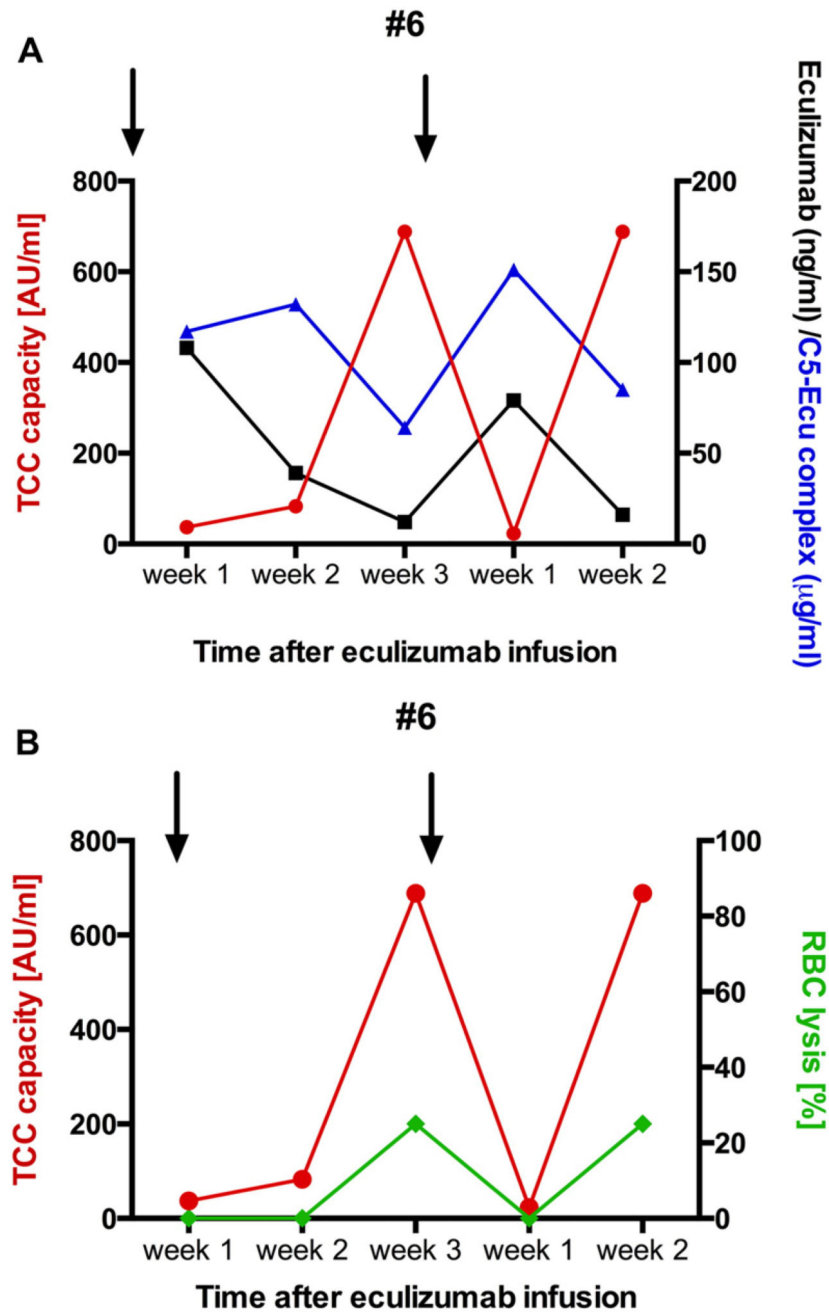 #6
A
TCC capacity [AU/ml]
800
600
400
200
0
200
150
100
50
0
Eculizumab (ng/ml) /C5-Ecu complex (μg/ml)
week 1 week 2 week 3 week 1 week 2
Time after eculizumab infusion
#6
B
TCC capacity [AU/ml]
800
600
400
200
0
100
80
60
40
20
0
RBC lysis [%]
week 1 week 2 week 3 week 1 week 2
Time after eculizumab infusion